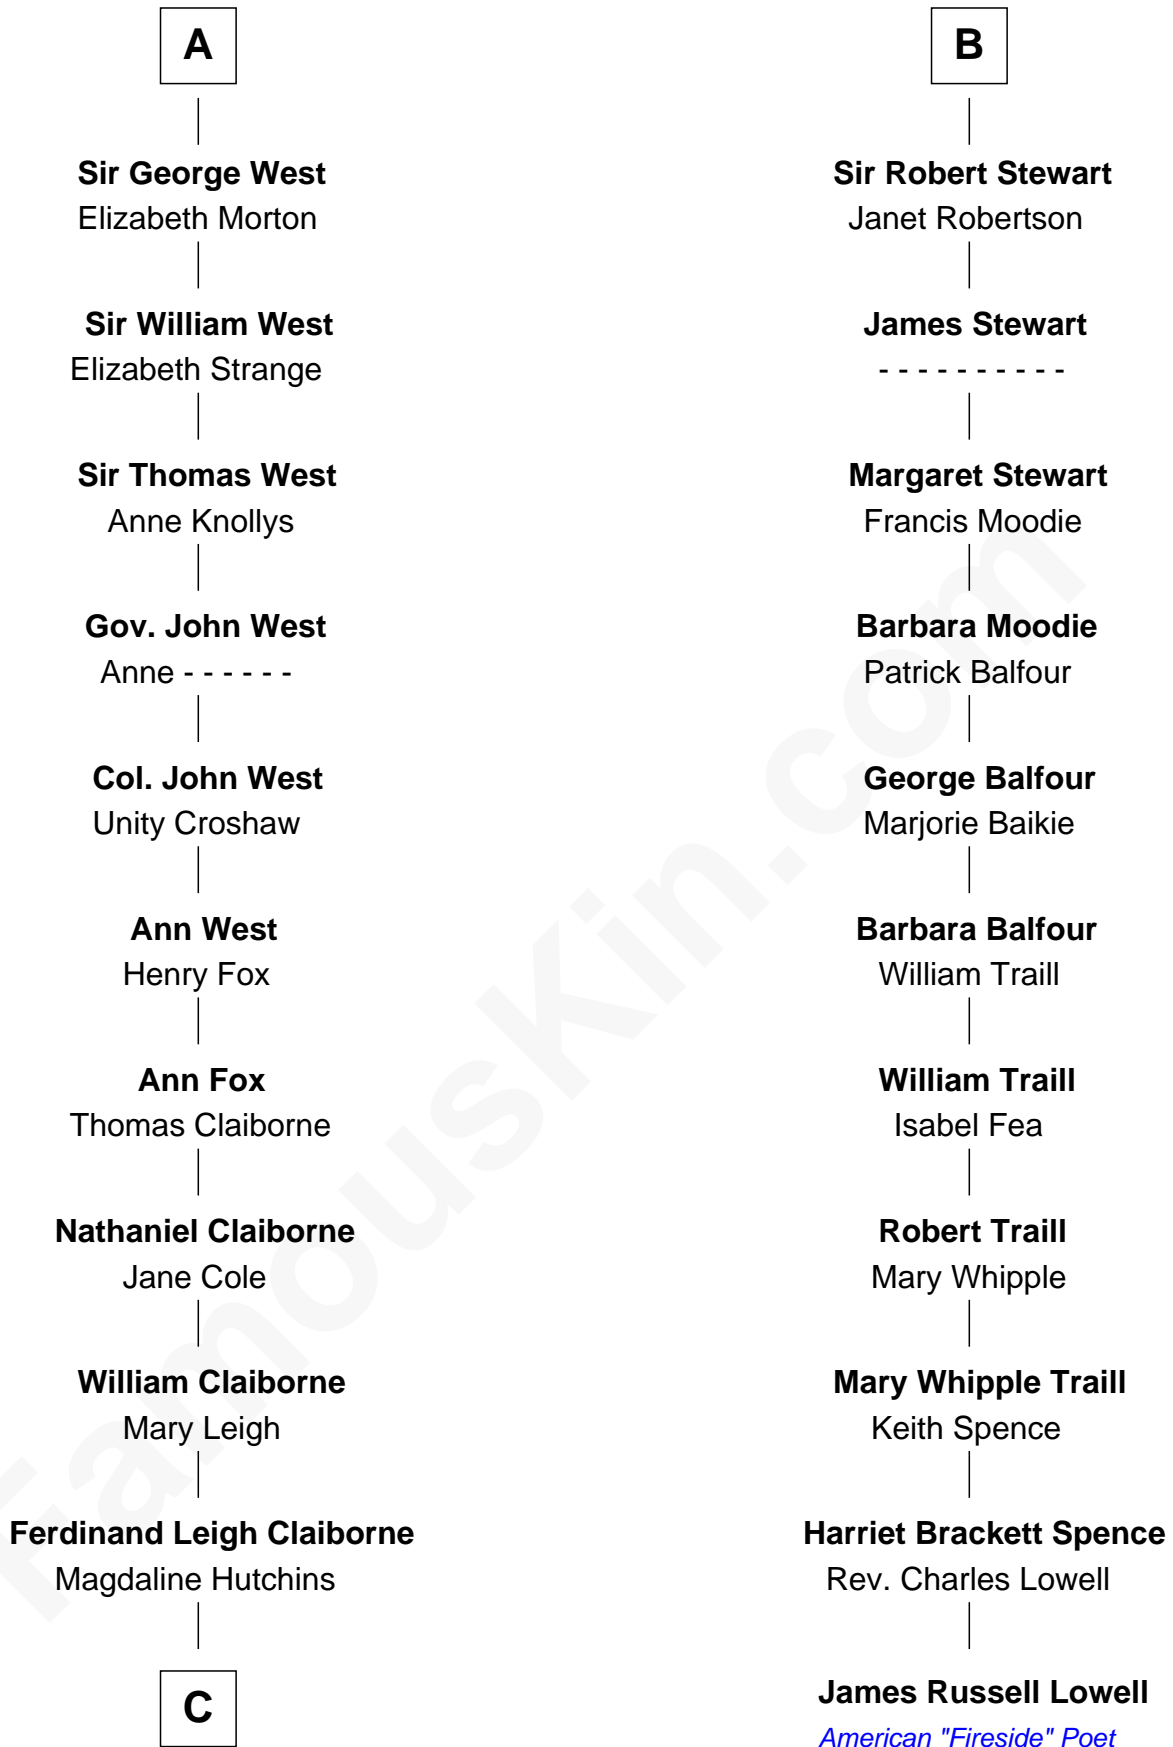 A
Sir George West
Elizabeth Morton
Sir William West
Elizabeth Strange
Sir Thomas West
Anne Knollys
Gov. John West
Anne - - - - - -
Col. John West
Unity Croshaw
Ann West
Henry Fox
Ann Fox
Thomas Claiborne
Nathaniel Claiborne
Jane Cole
William Claiborne
Mary Leigh
Ferdinand Leigh Claiborne
Magdaline Hutchins
C
B
Sir Robert Stewart
Janet Robertson
James Stewart
- - - - - - - - - -
Margaret Stewart
Francis Moodie
Barbara Moodie
Patrick Balfour
George Balfour
Marjorie Baikie
Barbara Balfour
William Traill
William Traill
Isabel Fea
Robert Traill
Mary Whipple
Mary Whipple Traill
Keith Spence
Harriet Brackett Spence
Rev. Charles Lowell
James Russell Lowell
American "Fireside" Poet
FamousKin.com